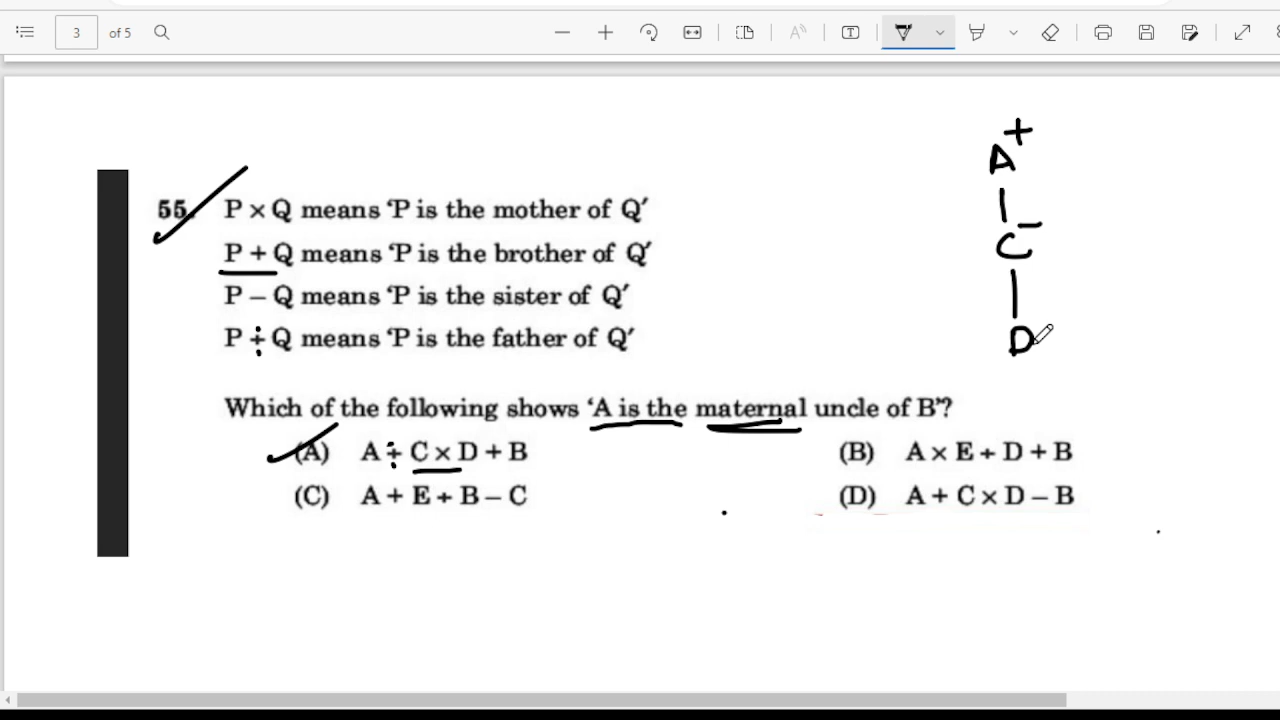 3 of 5
55. P × Q means 'P is the mother of Q'
P + Q means 'P is the brother of Q'
P – Q means 'P is the sister of Q'
P ÷ Q means 'P is the father of Q'
Which of the following shows 'A is the maternal uncle of B'?
(A) A ÷ C × D + B
(B) A × E ÷ D + B
(C) A + E ÷ B – C
(D) A + C × D – B
A +
C –
D